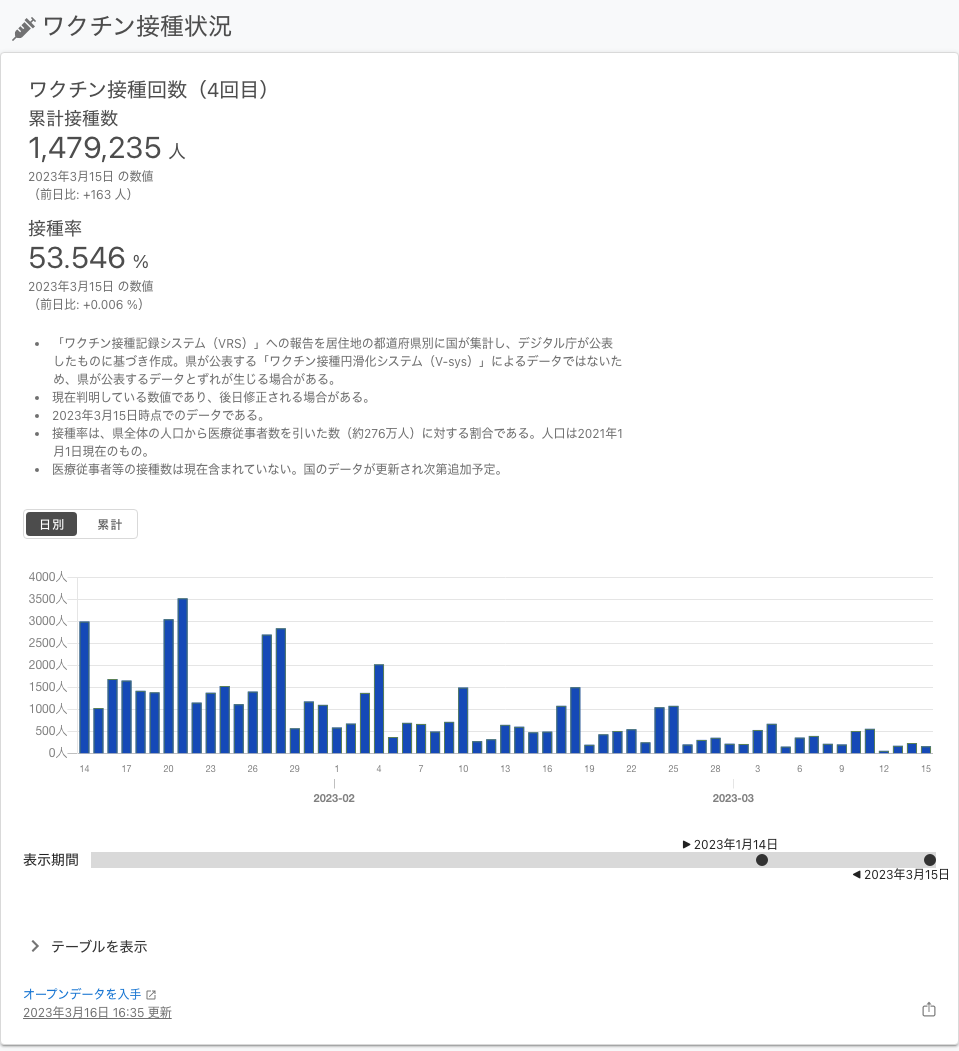 ワクチン接種状況
ワクチン接種回数（4回目）
累計接種数
1,479,235 人
2023年3月15日 の数値
（前日比: +163 人）
接種率
53.546 %
2023年3月15日 の数値
（前日比: +0.006 %）
• 「ワクチン接種記録システム（VRS）」への報告を居住地の都道府県別に国が集計し、デジタル庁が公表
したものに基づき作成。県が公表する「ワクチン接種円滑化システム（V-sys）」によるデータではないた
め、県が公表するデータとずれが生じる場合がある。
• 現在判明している数値であり、後日修正される場合がある。
• 2023年3月15日時点でのデータである。
• 接種率は、県全体の人口から医療従事者数を引いた数（約276万人）に対する割合である。人口は2021年1
月1日現在のもの。
• 医療従事者等の接種数は現在含まれていない。国のデータが更新され次第追加予定。
日別 累計
4000人
3500人
3000人
2500人
2000人
1500人
1000人
500人
0人
14 17 20 23 26 29 1 4 7 10 13 16 19 22 25 28 3 6 9 12 15
2023-02 2023-03
▶ 2023年1月14日
表示期間
◀ 2023年3月15日
テーブルを表示
オープンデータを入手
2023年3月16日 16:35 更新